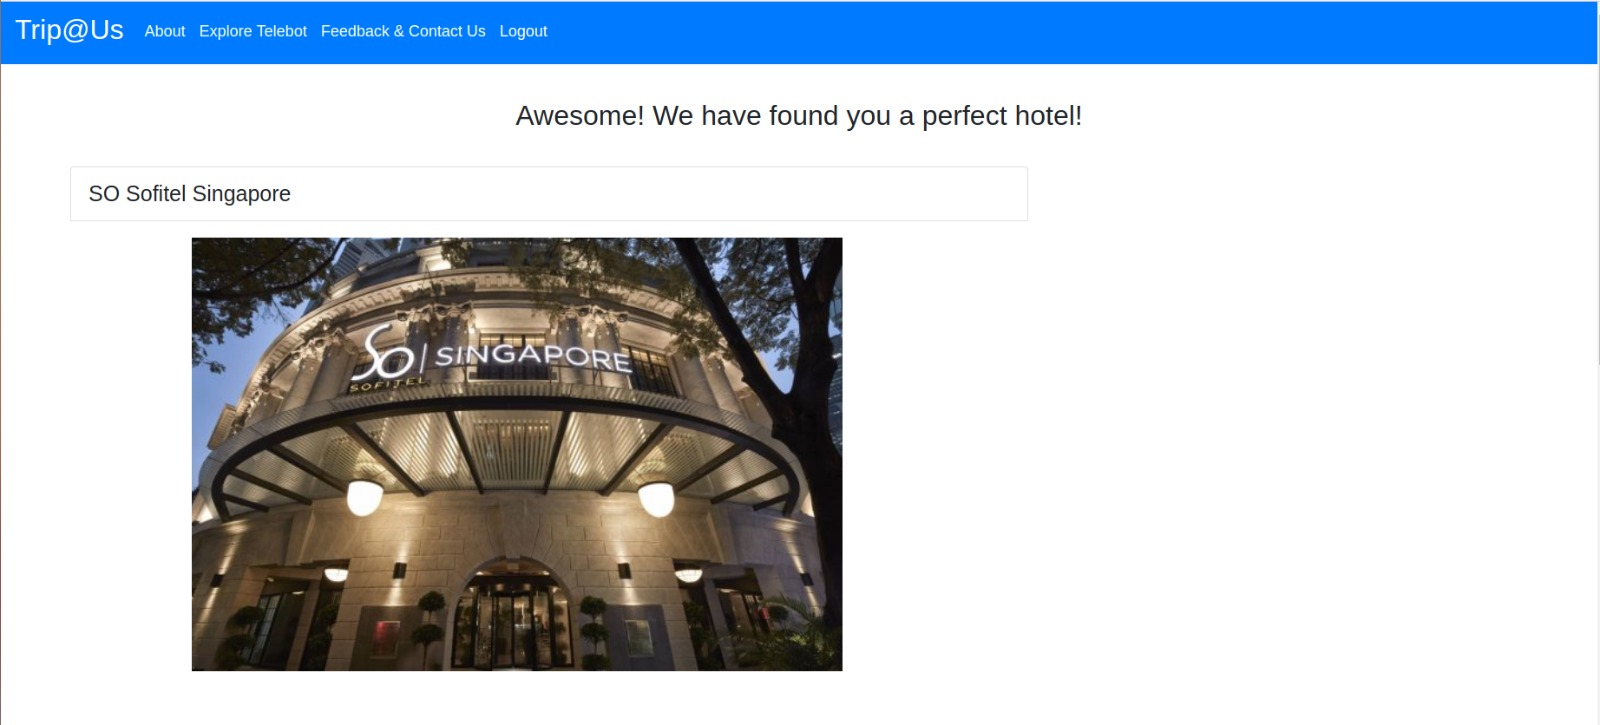 Trip@Us About Explore Telebot Feedback & Contact Us Logout
Awesome! We have found you a perfect hotel!
SO Sofitel Singapore
SO | SINGAPORE
SOFITEL